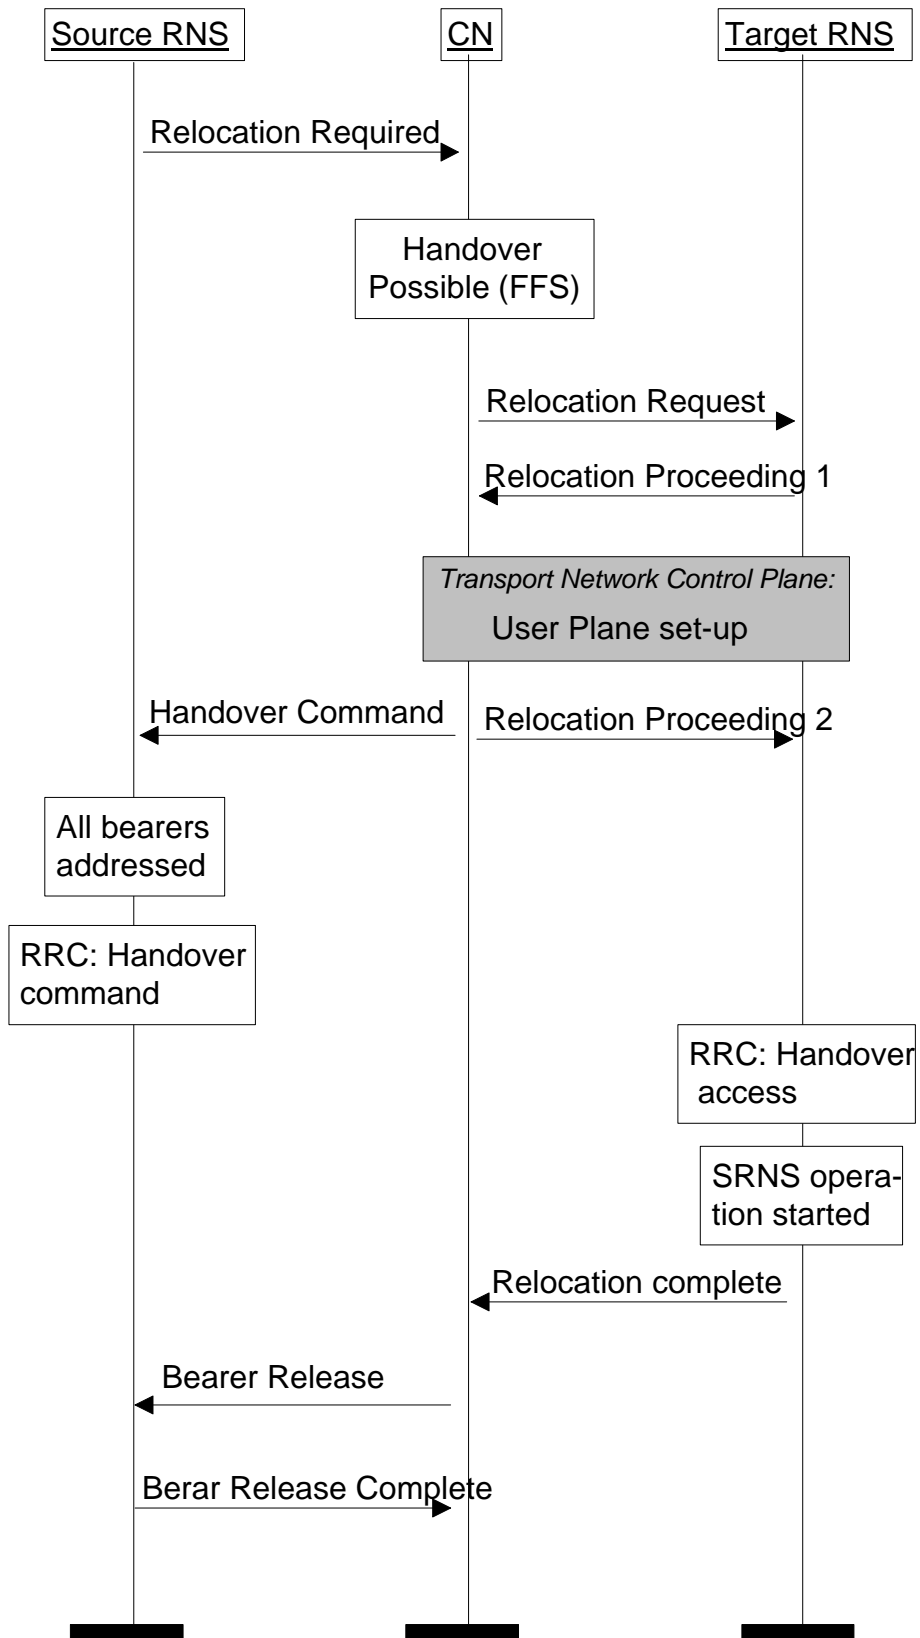 Source RNS
CN
Target RNS
Relocation Required
Handover
Possible (FFS)
Relocation Request
Relocation Proceeding 1
Transport Network Control Plane:
User Plane set-up
Handover Command
Relocation Proceeding 2
All bearers
addressed
RRC: Handover
command
RRC: Handover
access
SRNS opera-
tion started
Relocation complete
Bearer Release
Berar Release Complete